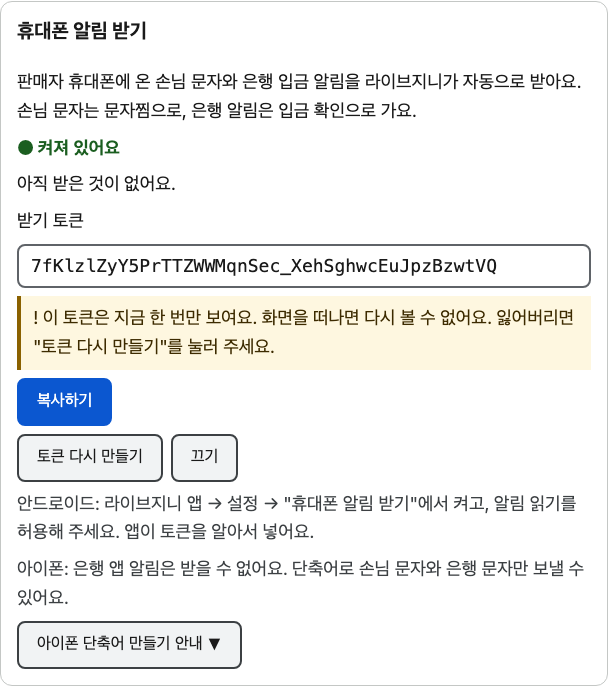 휴대폰 알림 받기
판매자 휴대폰에 온 손님 문자와 은행 입금 알림을 라이브지니가 자동으로 받아요.
손님 문자는 문자찜으로, 은행 알림은 입금 확인으로 가요.
● 켜져 있어요
아직 받은 것이 없어요.
받기 토큰
7fKlzlZyY5PrTTZWWMqnSec_XehSghwcEuJpzBzwtVQ
! 이 토큰은 지금 한 번만 보여요. 화면을 떠나면 다시 볼 수 없어요. 잃어버리면
"토큰 다시 만들기"를 눌러 주세요.
복사하기
토큰 다시 만들기 끄기
안드로이드: 라이브지니 앱 → 설정 → "휴대폰 알림 받기"에서 켜고, 알림 읽기를
허용해 주세요. 앱이 토큰을 알아서 넣어요.
아이폰: 은행 앱 알림은 받을 수 없어요. 단축어로 손님 문자와 은행 문자만 보낼 수
있어요.
아이폰 단축어 만들기 안내 ▼